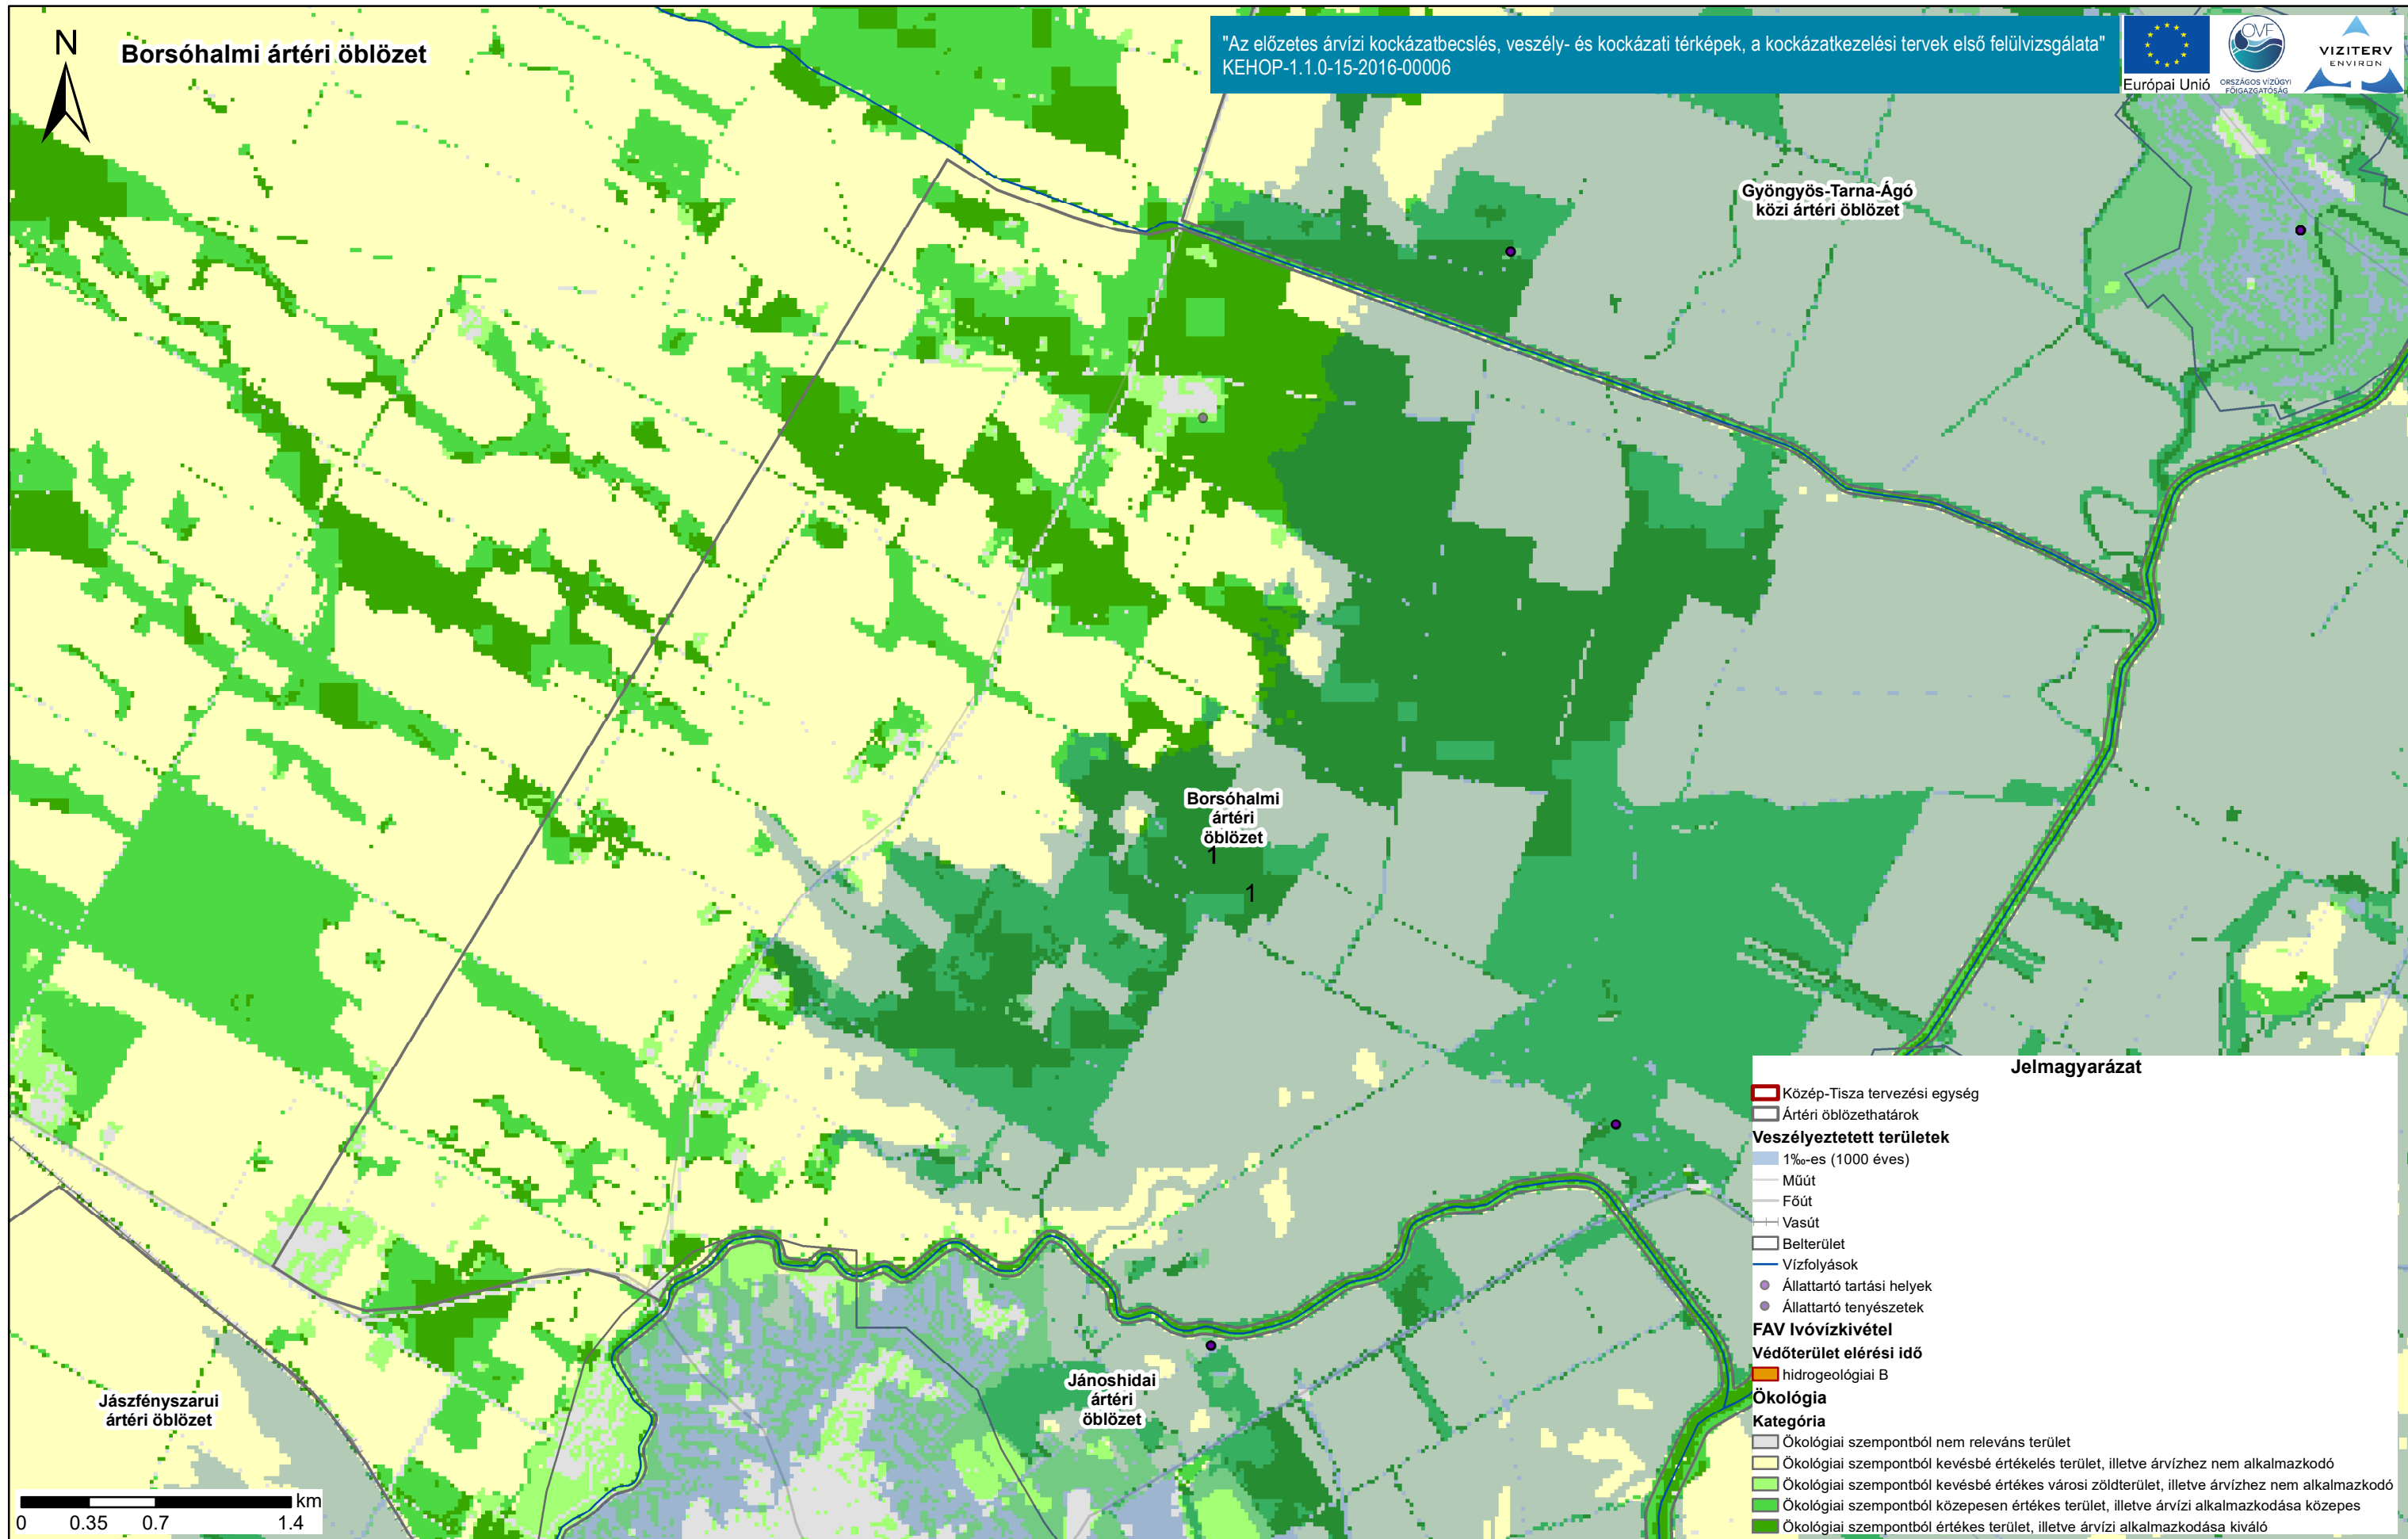 N
Borsóhalmi ártéri öblözet
"Az előzetes árvízi kockázatbecslés, veszély- és kockázati térképek, a kockázatkezelési tervek első felülvizsgálata"
KEHOP-1.1.0-15-2016-00006
Európai Unió
OVF
ORSZÁGOS VÍZÜGYI
FŐIGAZGATÓSÁG
VIZITERV
ENVIRON
Gyöngyös-Tarna-Ágó
közi ártéri öblözet
Borsóhalmi
ártéri
öblözet
1
1
Jászfényszarui
ártéri öblözet
Jánoshidai
ártéri
öblözet
km
0 0.35 0.7 1.4
Jelmagyarázat
Közép-Tisza tervezési egység
Ártéri öblözethatárok
Veszélyeztetett területek
1‰-es (1000 éves)
Műút
Főút
Vasút
Belterület
Vízfolyások
Állattartó tartási helyek
Állattartó tenyészetek
FAV Ivóvízkivétel
Védőterület elérési idő
hidrogeológiai B
Ökológia
Kategória
Ökológiai szempontból nem releváns terület
Ökológiai szempontból kevésbé értékelés terület, illetve árvízhez nem alkalmazkodó
Ökológiai szempontból kevésbé értékes városi zöldterület, illetve árvízhez nem alkalmazkodó
Ökológiai szempontból közepesen értékes terület, illetve árvízi alkalmazkodása közepes
Ökológiai szempontból értékes terület, illetve árvízi alkalmazkodása kiváló